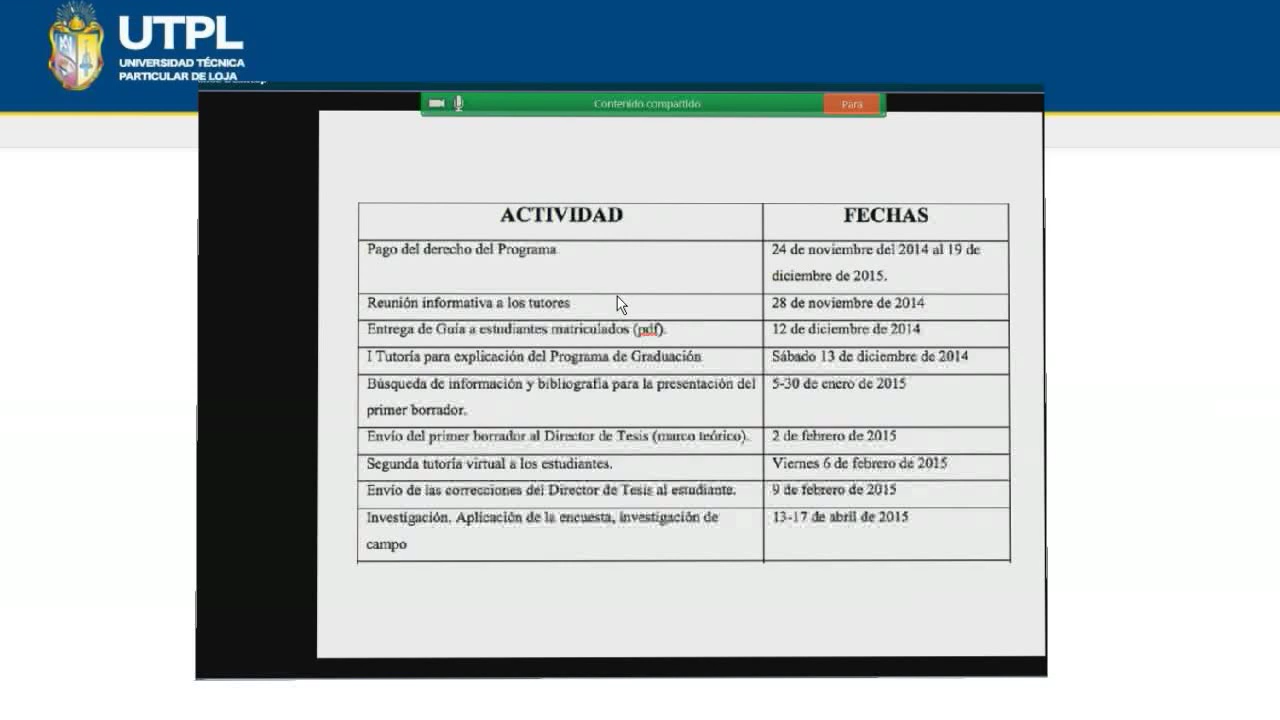 UTPL
UNIVERSIDAD TÉCNICA
PARTICULAR DE LOJA
Contenido compartido
Para
ACTIVIDAD
FECHAS
Pago del derecho del Programa
24 de noviembre del 2014 al 19 de
diciembre de 2015.
Reunión informativa a los tutores
28 de noviembre de 2014
Entrega de Guía a estudiantes matriculados (pdf).
12 de diciembre de 2014
I Tutoría para explicación del Programa de Graduación
Sábado 13 de diciembre de 2014
Búsqueda de información y bibliografía para la presentación del
primer borrador.
5-30 de enero de 2015
Envío del primer borrador al Director de Tesis (marco teórico).
2 de febrero de 2015
Segunda tutoría virtual a los estudiantes.
Viernes 6 de febrero de 2015
Envío de las correcciones del Director de Tesis al estudiante.
9 de febrero de 2015
Investigación. Aplicación de la encuesta, investigación de
campo
13-17 de abril de 2015